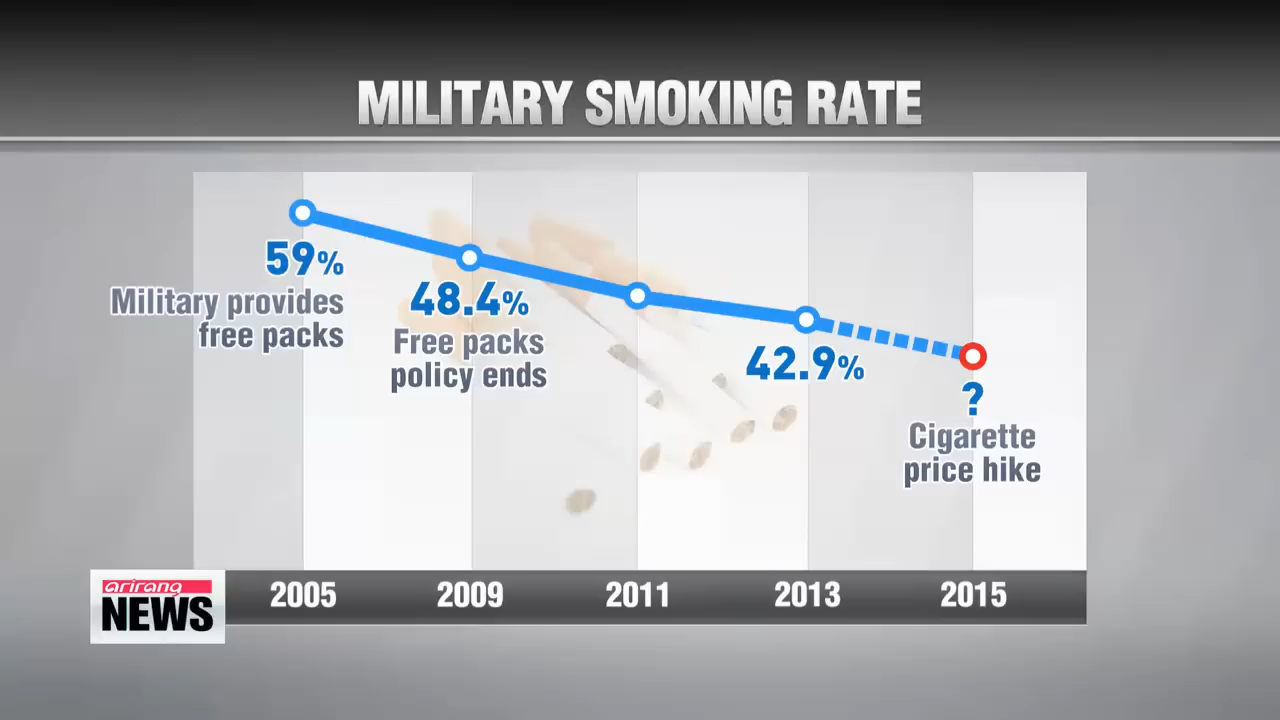 MILITARY SMOKING RATE
59%
Military provides
free packs
48.4%
Free packs
policy ends
42.9%
?
Cigarette
price hike
2005 2009 2011 2013 2015
arirang
NEWS